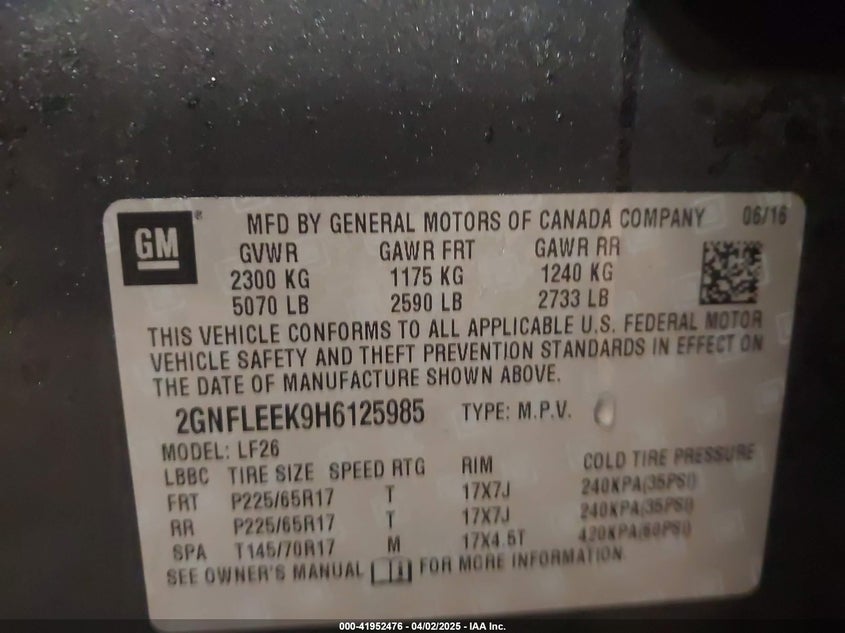 GM ® MFD BY GENERAL MOTORS OF CANADA COMPANY 06/16
GVWR GAWR FRT GAWR RR
2300 KG 1175 KG 1240 KG
5070 LB 2590 LB 2733 LB
THIS VEHICLE CONFORMS TO ALL APPLICABLE U.S. FEDERAL MOTOR
VEHICLE SAFETY AND THEFT PREVENTION STANDARDS IN EFFECT ON
THE DATE OF MANUFACTURE SHOWN ABOVE.
2GNFLEEK9H6125985 TYPE: M.P.V.
MODEL: LF26
LBBC TIRE SIZE SPEED RTG RIM COLD TIRE PRESSURE
FRT P225/65R17 T 17X7J 240KPA(35PSI)
RR P225/65R17 T 17X7J 240KPA(35PSI)
SPA T145/70R17 M 17X4.5T 420KPA(60PSI)
SEE OWNER'S MANUAL FOR MORE INFORMATION.
000-41952476 - 04/02/2025 - IAA Inc.